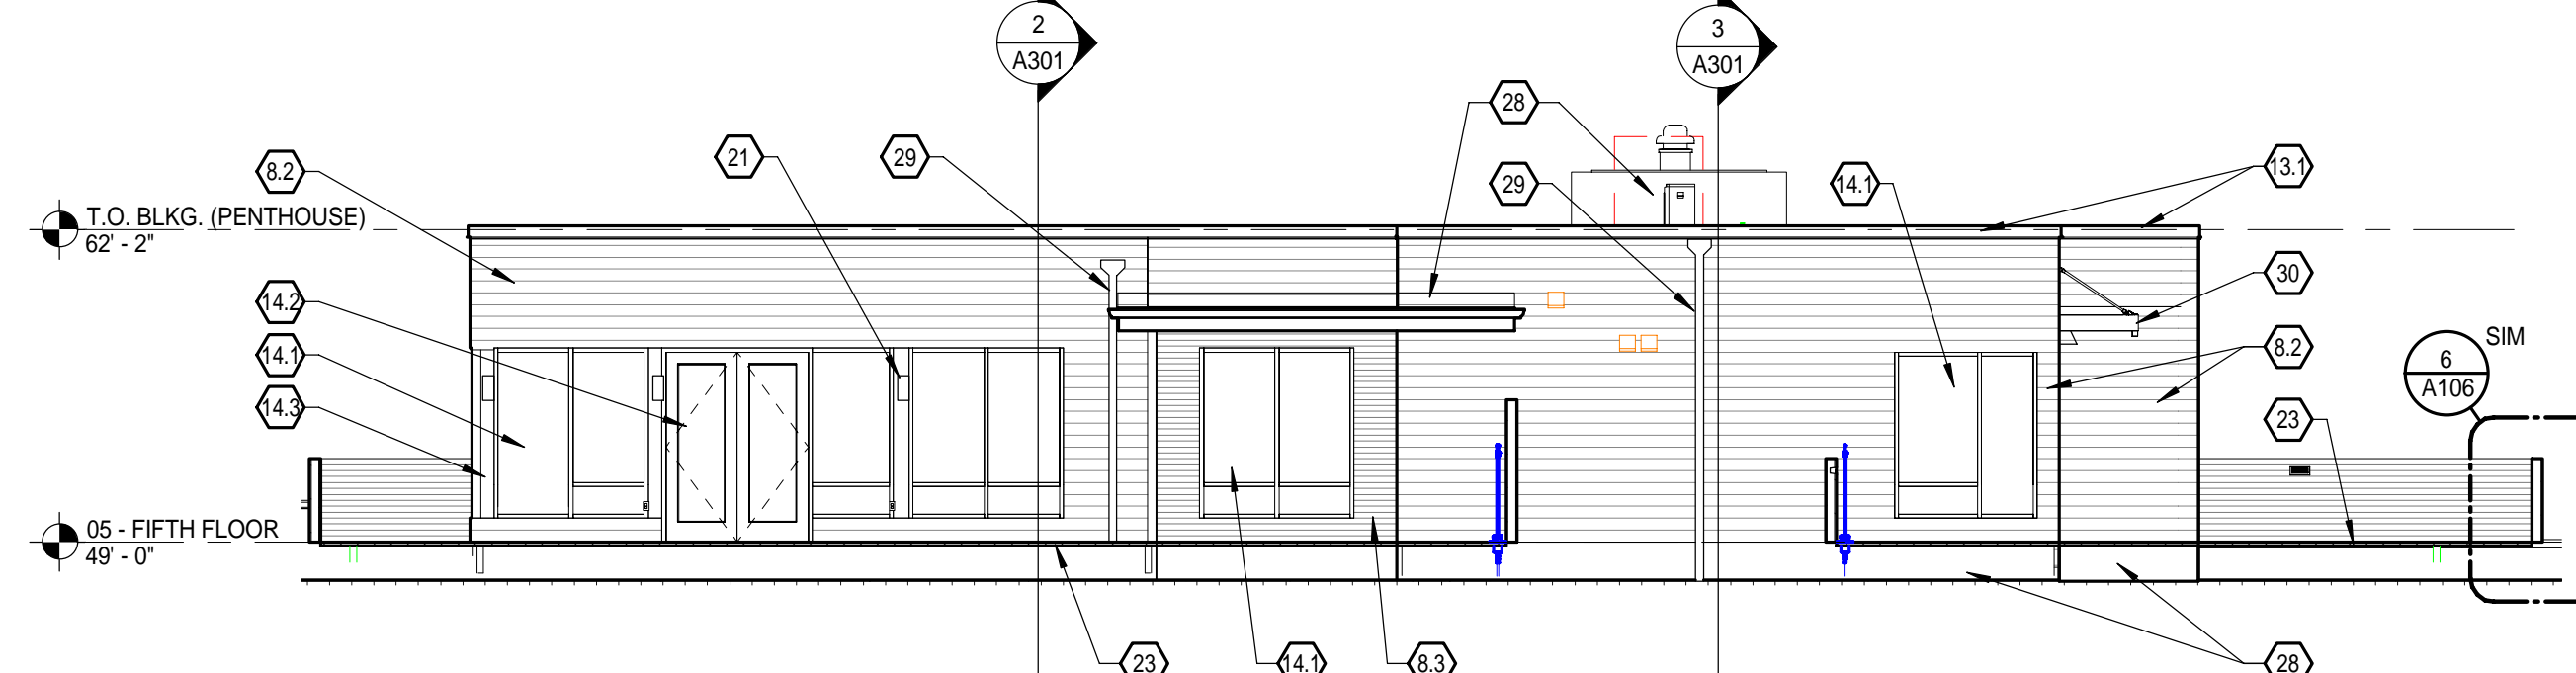 2
A301
3
A301
28
21
29
8.2
13.1
29
14.1
T.O. BLKG. (PENTHOUSE)
62' - 2"
30
14.2
8.2
SIM
6
A106
14.1
14.3
23
05 - FIFTH FLOOR
49' - 0"
23
14.1
8.3
28